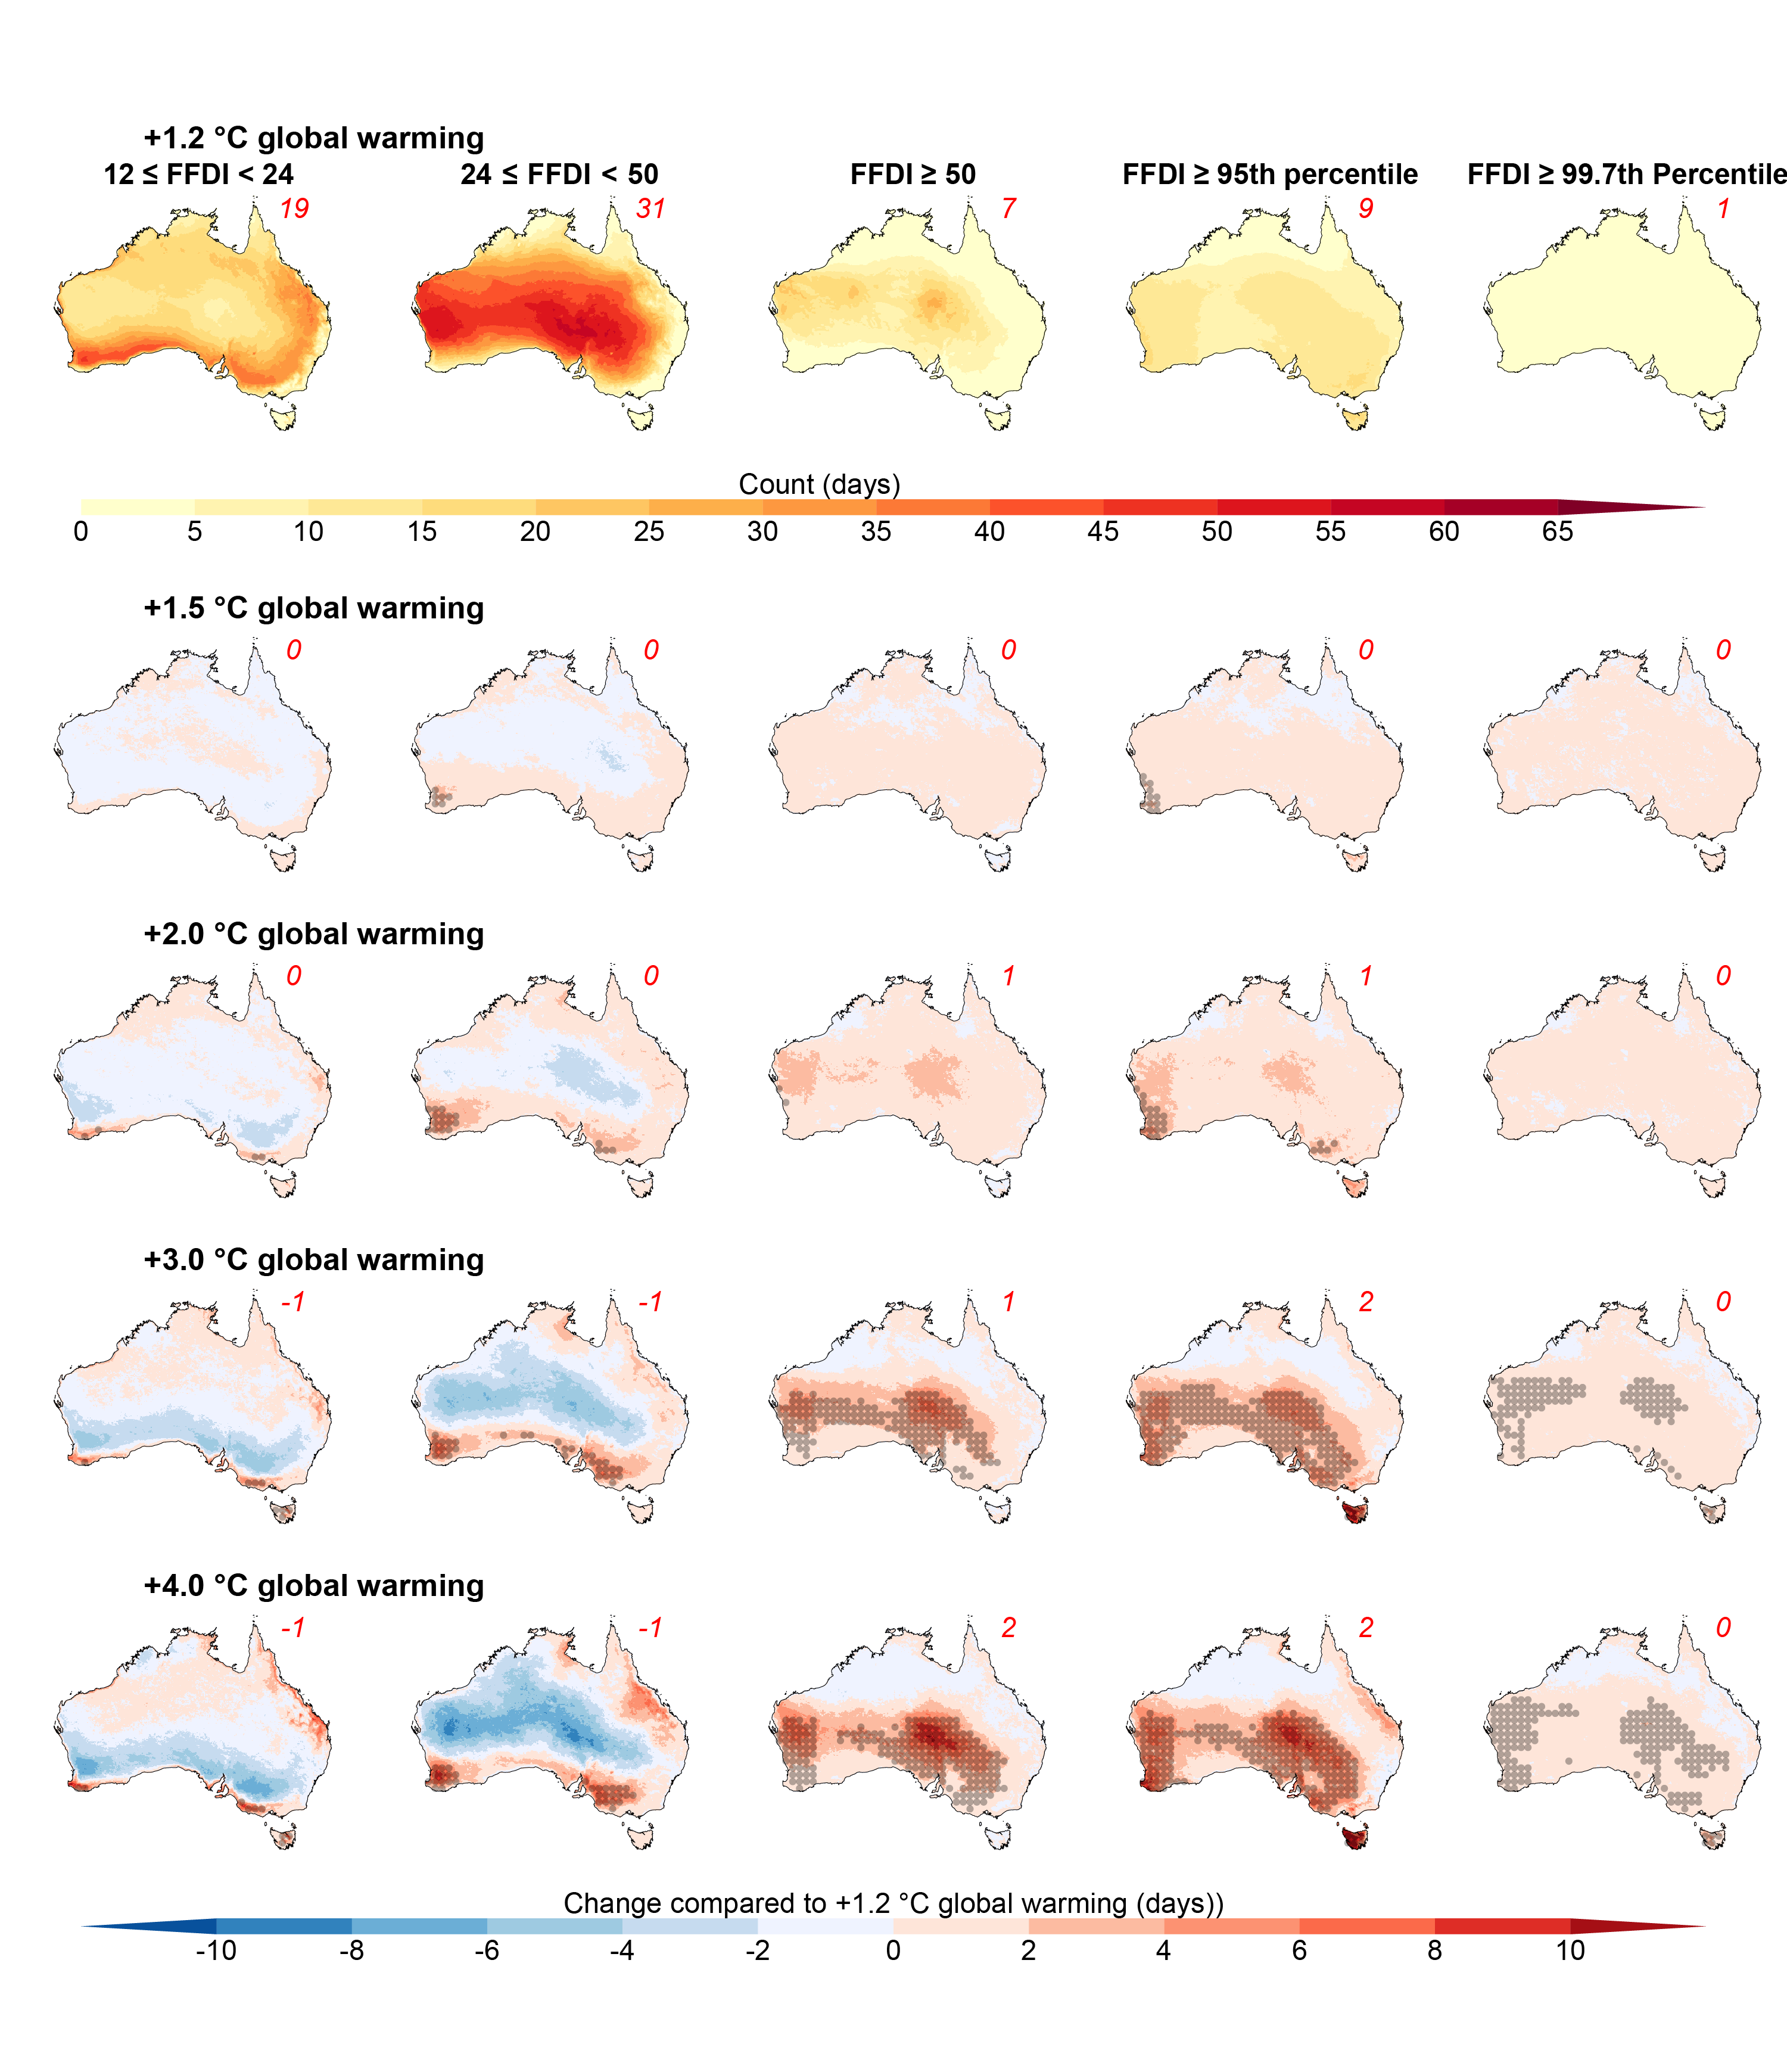 +1.2 °C global warming
12 ≤ FFDI < 24 24 ≤ FFDI < 50 FFDI ≥ 50 FFDI ≥ 95th percentile FFDI ≥ 99.7th Percentile
19 31 7 9 1
Count (days)
0 5 10 15 20 25 30 35 40 45 50 55 60 65
+1.5 °C global warming
0 0 0 0 0
+2.0 °C global warming
0 0 1 1 0
+3.0 °C global warming
-1 -1 1 2 0
+4.0 °C global warming
-1 -1 2 2 0
Change compared to +1.2 °C global warming (days))
-10 -8 -6 -4 -2 0 2 4 6 8 10